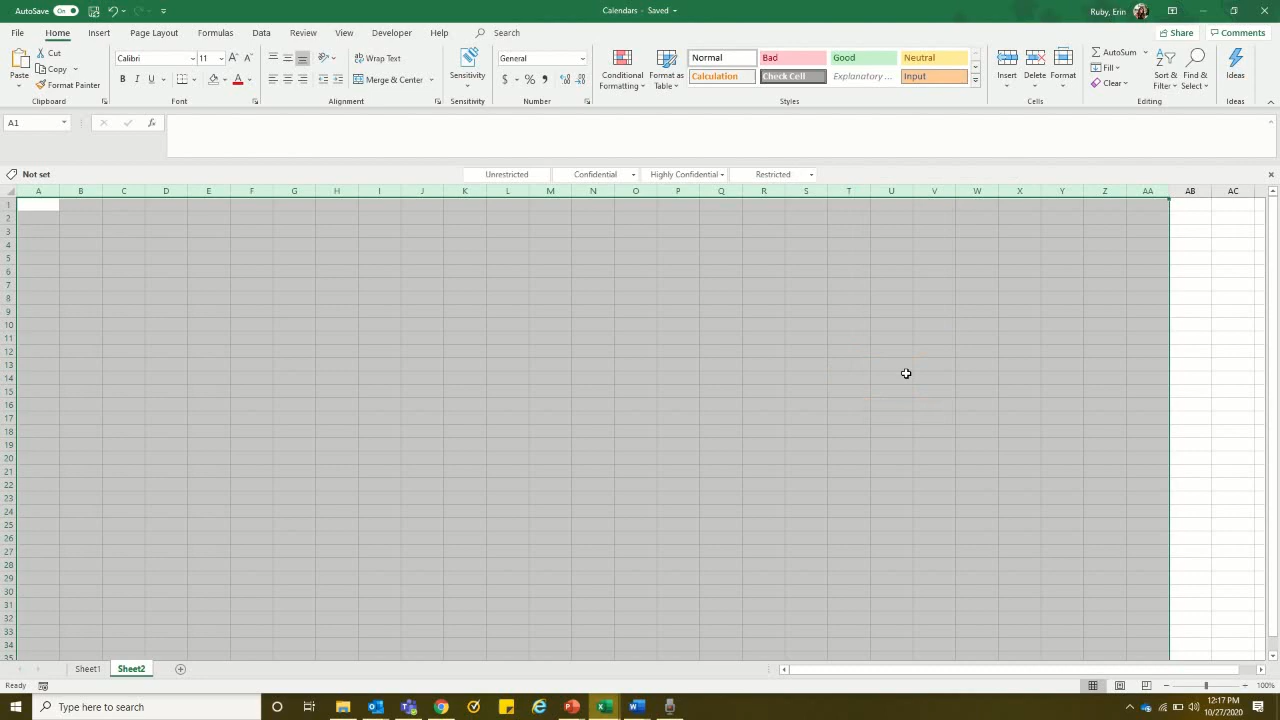 AutoSave On Calendars - Saved Ruby, Erin
File Home Insert Page Layout Formulas Data Review View Developer Help Search Share Comments
Paste Cut Copy Format Painter Clipboard
Calibri 11 B I U Font
Wrap Text Merge & Center Alignment
Sensitivity Sensitivity
General $ % , Number
Conditional Formatting Format as Table
Normal Bad Good Neutral
Calculation Check Cell Explanatory ... Input
Styles
Insert Delete Format Cells
AutoSum Fill Clear Sort & Filter Find & Select Editing
Ideas Ideas
A1 fx
Not set Unrestricted Confidential Highly Confidential Restricted
A B C D E F G H I J K L M N O P Q R S T U V W X Y Z AA AB AC
1
2
3
4
5
6
7
8
9
10
11
12
13
14
15
16
17
18
19
20
21
22
23
24
25
26
27
28
29
30
31
32
33
34
35
Sheet1 Sheet2
Ready 100%
Type here to search 12:17 PM
10/27/2020